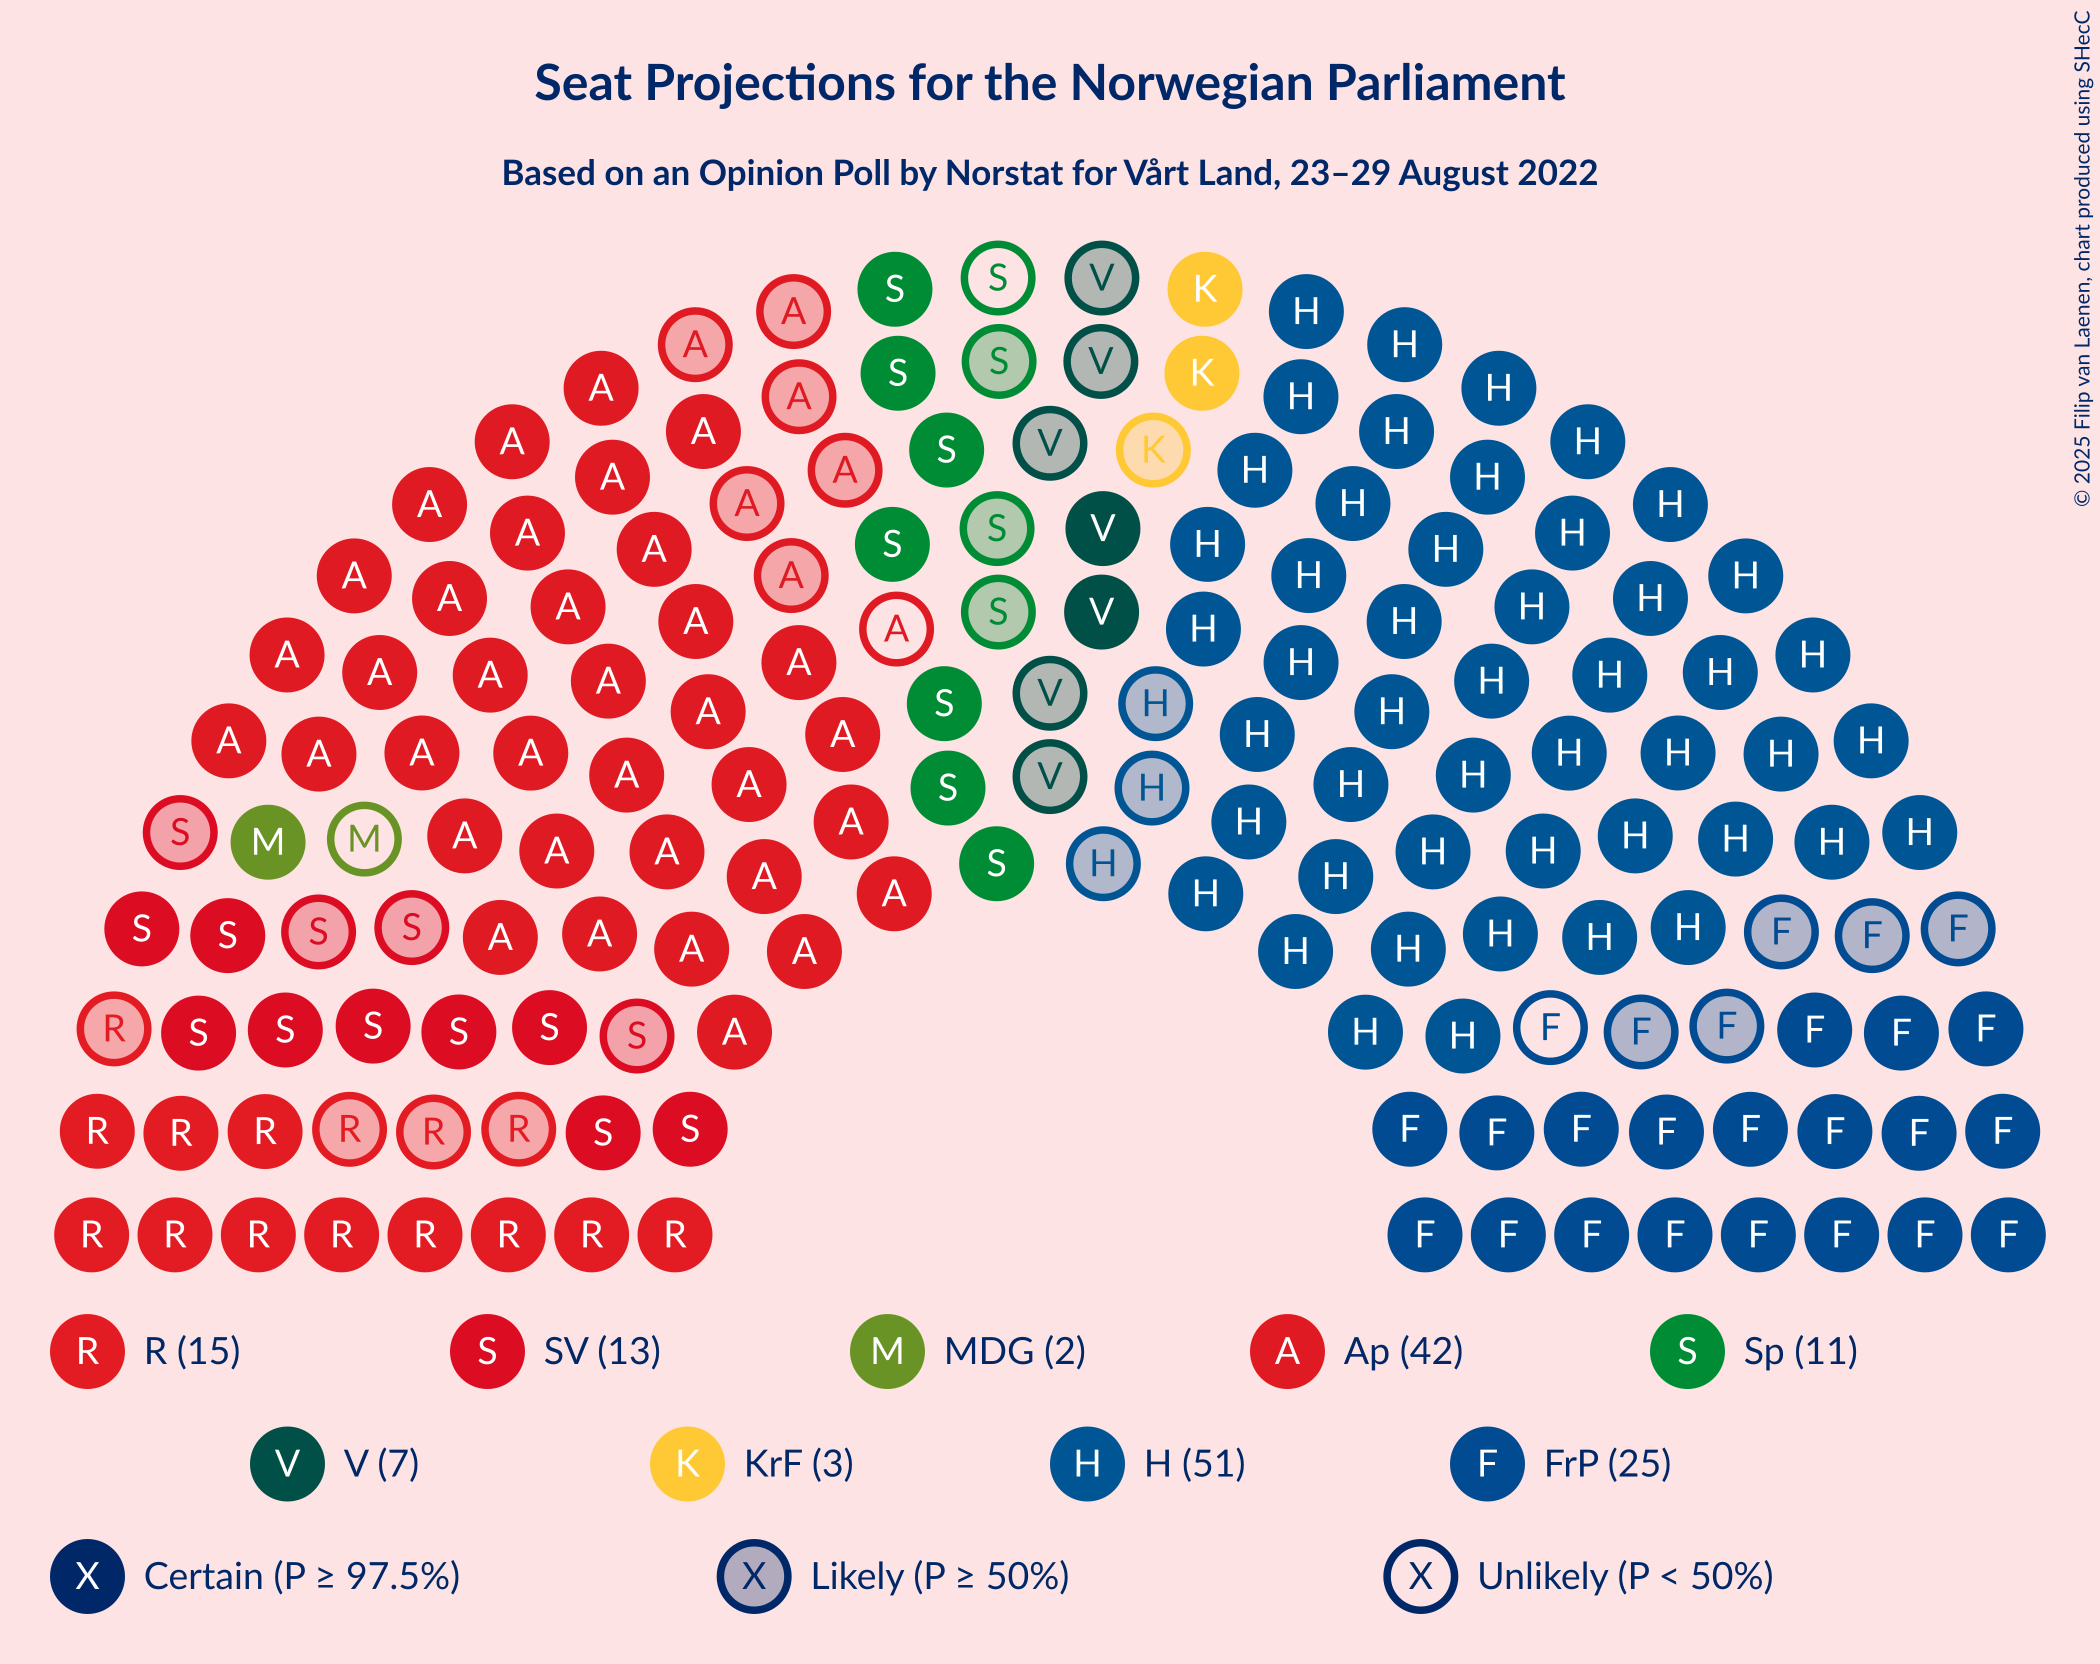 Seat Projections for the Norwegian Parliament
Based on an Opinion Poll by Norstat for Vårt Land, 23–29 August 2022
© 2025 Filip van Laenen, chart produced using SHecC
S S V K
A H
A S S V K H
A A H H
A A S V K H H
A A A S S V H H H H
A A A A S S V H H H H
A A A A A A S V H H H H H H
A A A A A A A S V H H H H H H H
S M M A A A A A S H H H H H H H H
S S S S A A A A H H H H H F F F
R S S S S S S A H H F F F F F F
R R R R R R S S F F F F F F F F
R R R R R R R R F F F F F F F F
R R (15) S SV (13) M MDG (2) A Ap (42) S Sp (11)
V V (7) K KrF (3) H H (51) F FrP (25)
X Certain (P ≥ 97.5%) X Likely (P ≥ 50%) X Unlikely (P < 50%)